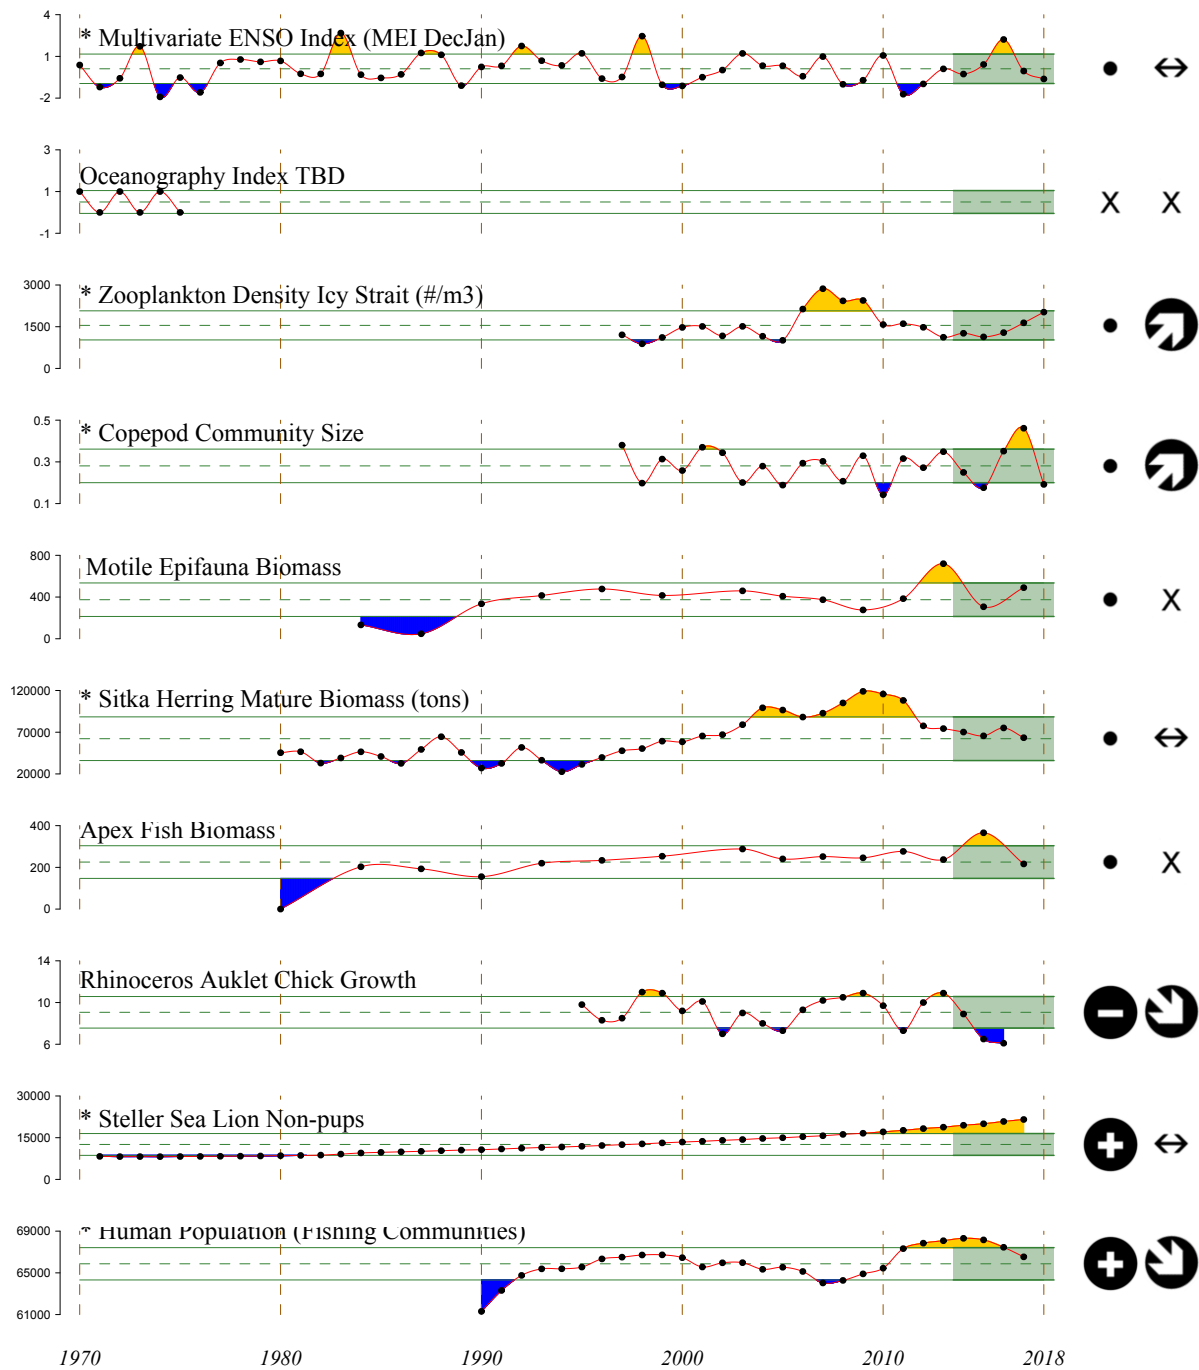 * Multivariate ENSO Index (MEI DecJan)
4
1
-2
Oceanography Index TBD
3
1
-1
X X
* Zooplankton Density Icy Strait (#/m3)
3000
1500
0
* Copepod Community Size
0.5
0.3
0.1
Motile Epifauna Biomass
800
400
0
X
* Sitka Herring Mature Biomass (tons)
120000
70000
20000
Apex Fish Biomass
400
200
0
X
Rhinoceros Auklet Chick Growth
14
10
6
* Steller Sea Lion Non-pups
30000
15000
0
* Human Population (Fishing Communities)
69000
65000
61000
1970 1980 1990 2000 2010 2018